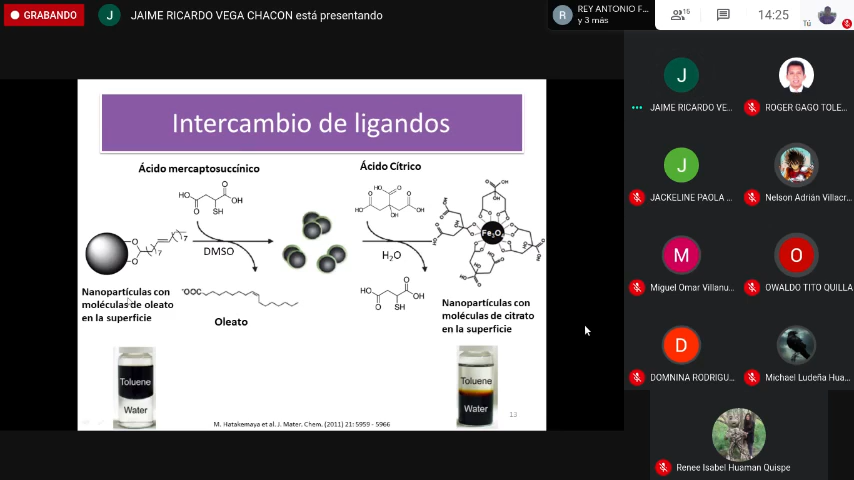 GRABANDO
J
JAIME RICARDO VEGA CHACON está presentando
R
REY ANTONIO F...
y 3 más
15
14:25
Tú
Intercambio de ligandos
Ácido mercaptosuccínico
Ácido Cítrico
DMSO
H₂O
Fe₃O₄
Nanopartículas con
moléculas de oleato
en la superficie
Oleato
Nanopartículas con
moléculas de citrato
en la superficie
Toluene
Water
Toluene
Water
M. Hatakemaya et al. J. Mater. Chem. (2011) 21: 5959 - 5966
13
J
JAIME RICARDO VE...
ROGER GAGO TOLE...
J
JACKELINE PAOLA ...
Nelson Adrián Villacr...
M
Miguel Omar Villanu...
O
OWALDO TITO QUILLA
D
DOMNINA RODRIGU...
Michael Ludeña Hua...
Renee Isabel Huaman Quispe